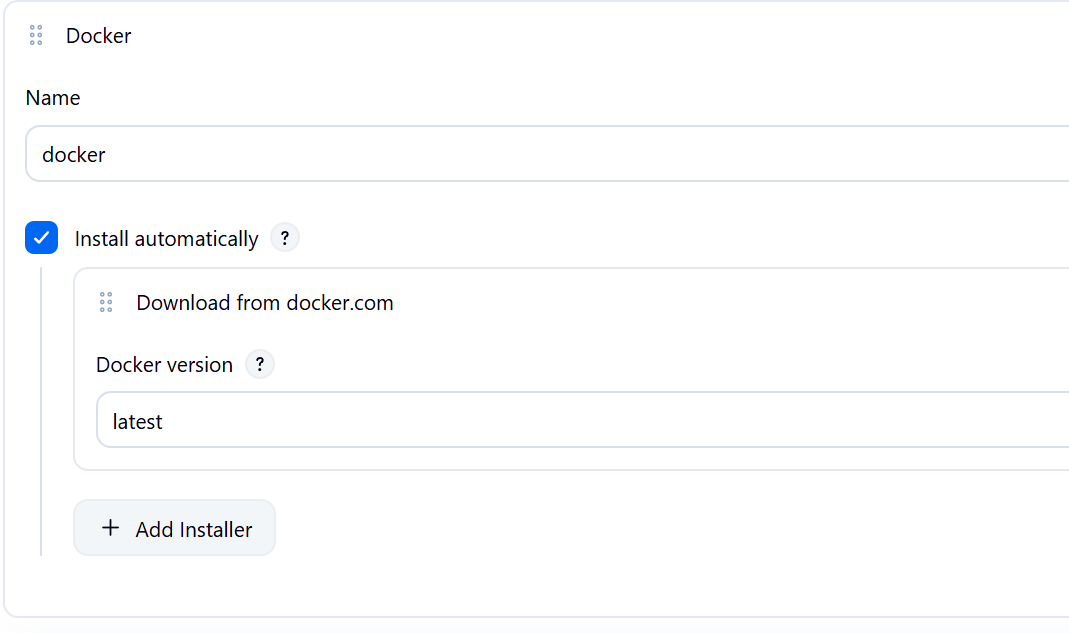 Docker
Name
docker
Install automatically ?
Download from docker.com
Docker version ?
latest
+ Add Installer